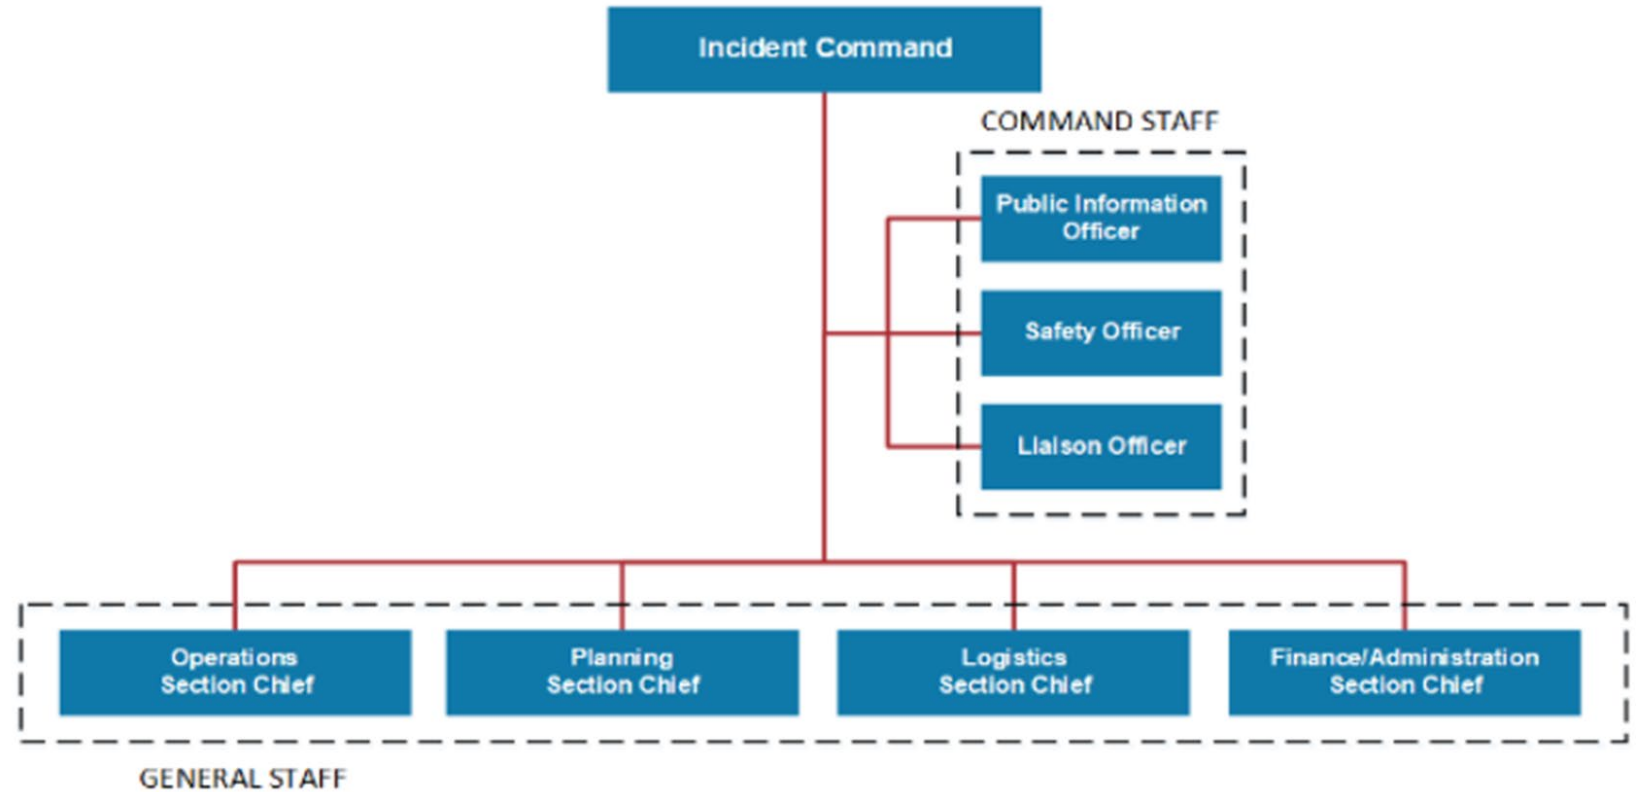 Incident Command
COMMAND STAFF
Public Information
Officer
Safety Officer
Liaison Officer
Operations
Section Chief
Planning
Section Chief
Logistics
Section Chief
Finance/Administration
Section Chief
GENERAL STAFF